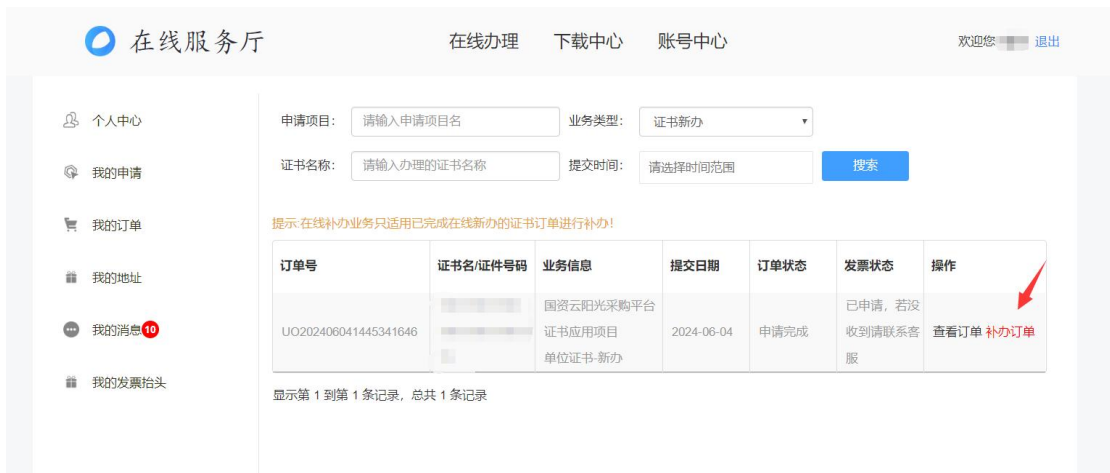 在线服务厅
在线办理 下载中心 账号中心
欢迎您 退出
个人中心
我的申请
我的订单
我的地址
我的消息 10
我的发票抬头
申请项目： 请输入申请项目名 业务类型： 证书新办
证书名称： 请输入办理的证书名称 提交时间： 请选择时间范围 搜索
提示:在线补办业务只适用已完成在线新办的证书订单进行补办！
订单号 证书名/证件号码 业务信息 提交日期 订单状态 发票状态 操作
UO202406041445341646
国资云阳光采购平台
证书应用项目
单位证书-新办
2024-06-04
申请完成
已申请，若没
收到请联系客
服
查看订单 补办订单
显示第 1 到第 1 条记录，总共 1 条记录